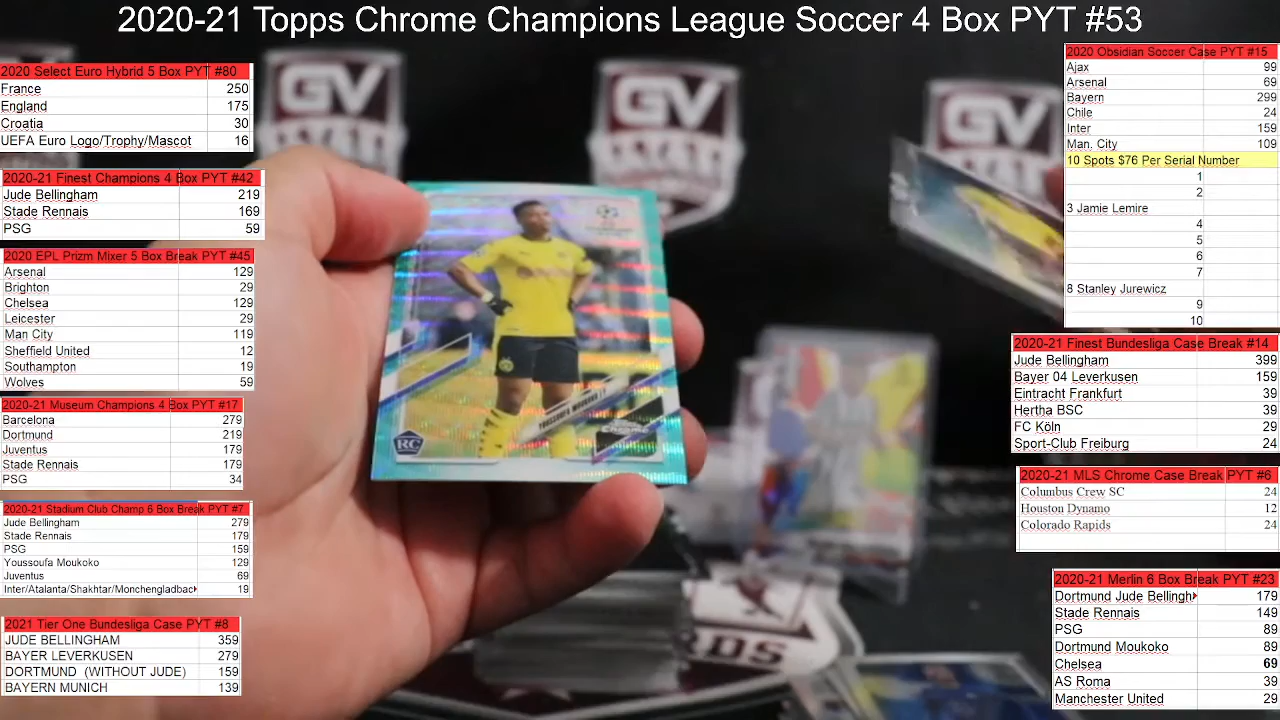 2020-21 Topps Chrome Champions League Soccer 4 Box PYT #53
2020 Select Euro Hybrid 5 Box PYT #80
France 250
England 175
Croatia 30
UEFA Euro Logo/Trophy/Mascot 16
2020-21 Finest Champions 4 Box PYT #42
Jude Bellingham 219
Stade Rennais 169
PSG 59
2020 EPL Prizm Mixer 5 Box Break PYT #45
Arsenal 129
Brighton 29
Chelsea 129
Leicester 29
Man City 119
Sheffield United 12
Southampton 19
Wolves 59
2020-21 Museum Champions 4 Box PYT #17
Barcelona 279
Dortmund 219
Juventus 179
Stade Rennais 179
PSG 34
2020-21 Stadium Club Champ 6 Box Break PYT #7
Jude Bellingham 279
Stade Rennais 179
PSG 159
Youssoufa Moukoko 129
Juventus 69
Inter/Atalanta/Shakhtar/Monchengladbac 19
2021 Tier One Bundesliga Case PYT #8
JUDE BELLINGHAM 359
BAYER LEVERKUSEN 279
DORTMUND (WITHOUT JUDE) 159
BAYERN MUNICH 139
GV
GV
GV
RC
Chrome
RDS
2020 Obsidian Soccer Case PYT #15
Ajax 99
Arsenal 69
Bayern 299
Chile 24
Inter 159
Man. City 109
10 Spots $76 Per Serial Number
1
2
3 Jamie Lemire
4
5
6
7
8 Stanley Jurewicz
9
10
2020-21 Finest Bundesliga Case Break #14
Jude Bellingham 399
Bayer 04 Leverkusen 159
Eintracht Frankfurt 39
Hertha BSC 39
FC Köln 29
Sport-Club Freiburg 24
2020-21 MLS Chrome Case Break PYT #6
Columbus Crew SC 24
Houston Dynamo 12
Colorado Rapids 24
2020-21 Merlin 6 Box Break PYT #23
Dortmund Jude Bellingh 179
Stade Rennais 149
PSG 89
Dortmund Moukoko 89
Chelsea 69
AS Roma 39
Manchester United 29